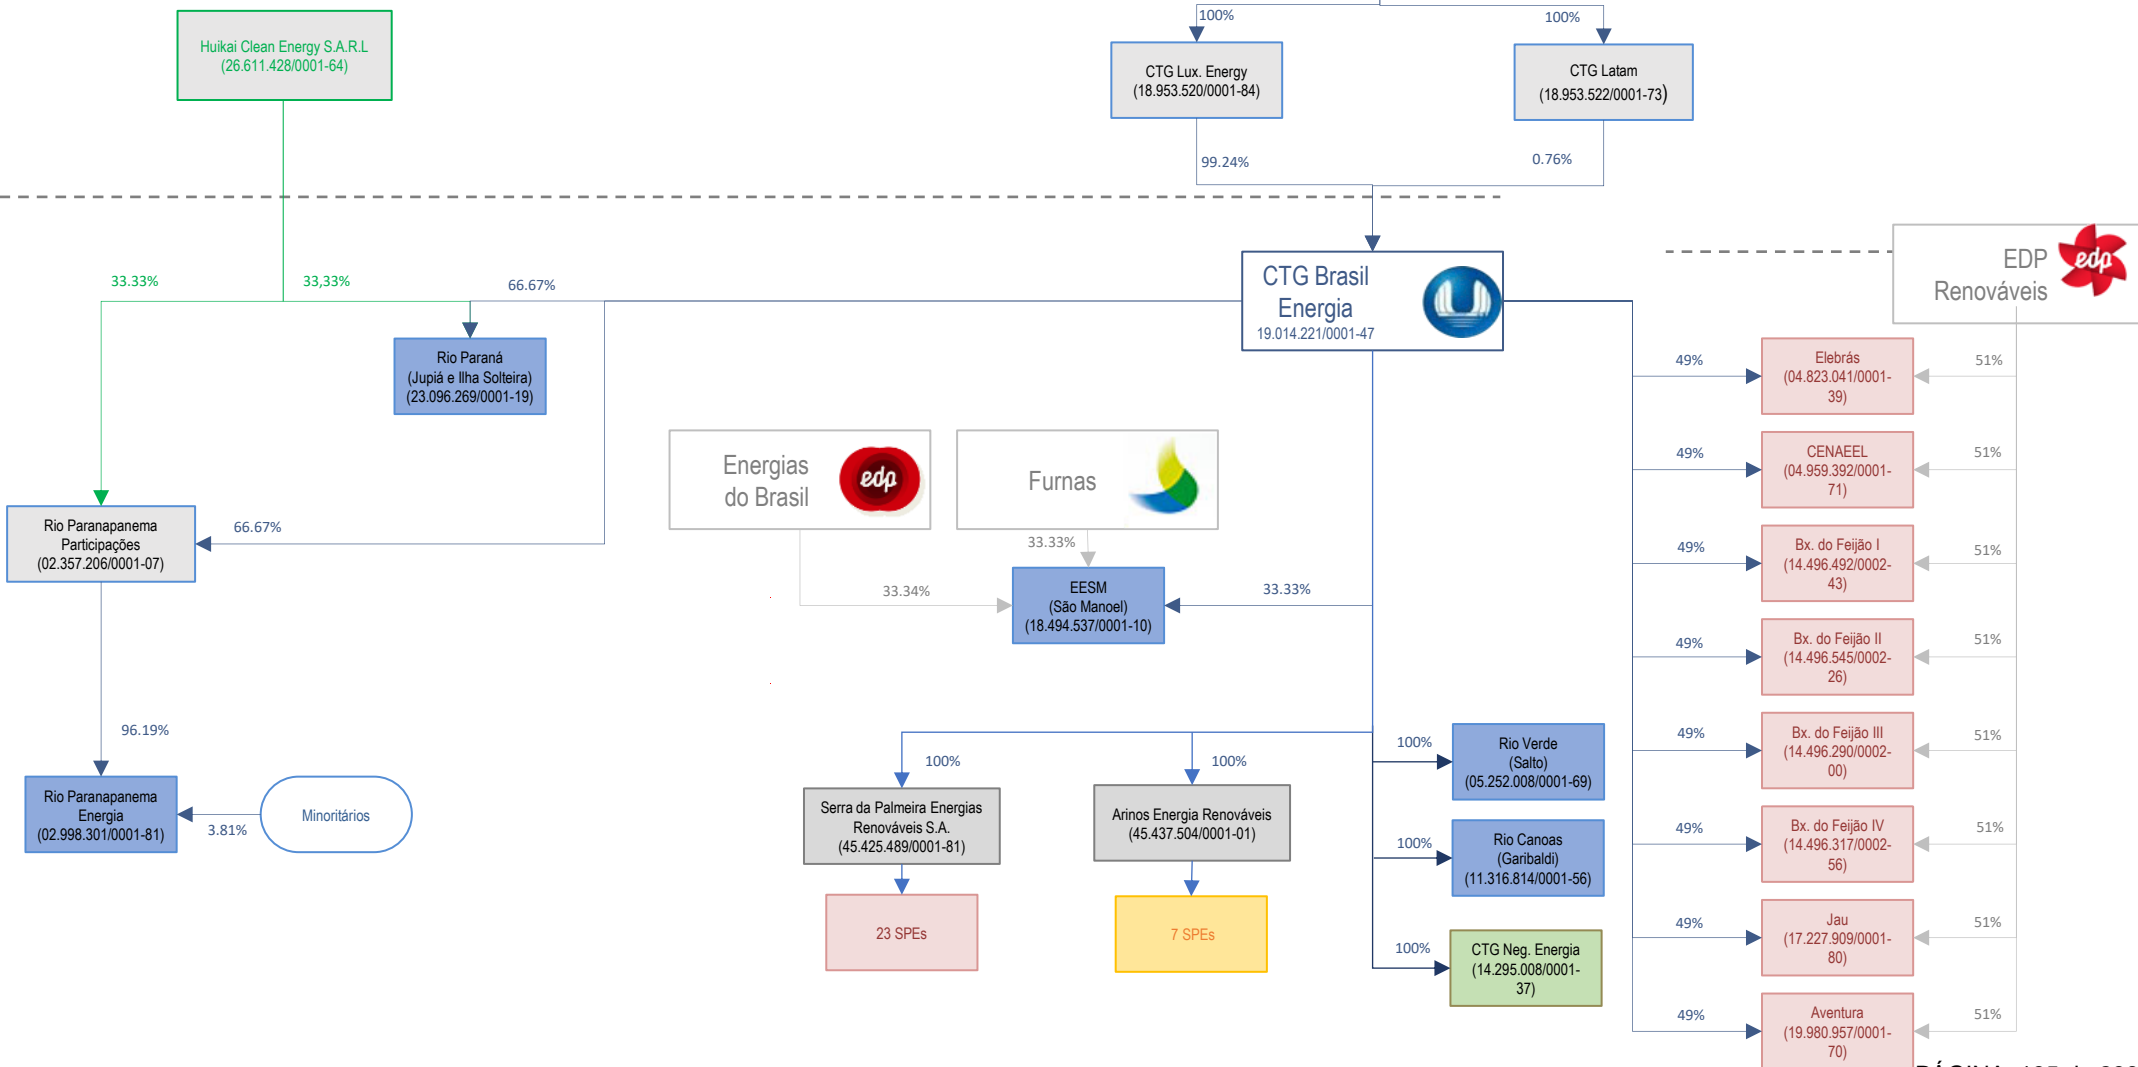 100%
100%
Huikai Clean Energy S.A.R.L
(26.611.428/0001-64)
CTG Lux. Energy
(18.953.520/0001-84)
CTG Latam
(18.953.522/0001-73)
99.24%
0.76%
EDP
Renováveis
edp
CTG Brasil
Energia
19.014.221/0001-47
33.33%
33,33%
66.67%
Rio Paraná
(Jupiá e Ilha Solteira)
(23.096.269/0001-19)
49%
Elebrás
(04.823.041/0001-
39)
51%
Energias
do Brasil
edp
Furnas
49%
CENAEEL
(04.959.392/0001-
71)
51%
Rio Paranapanema
Participações
(02.357.206/0001-07)
66.67%
33.33%
33.34%
EESM
(São Manoel)
(18.494.537/0001-10)
33.33%
49%
Bx. do Feijão I
(14.496.492/0002-
43)
51%
49%
Bx. do Feijão II
(14.496.545/0002-
26)
51%
96.19%
100%
100%
100%
Rio Verde
(Salto)
(05.252.008/0001-69)
49%
Bx. do Feijão III
(14.496.290/0002-
00)
51%
Rio Paranapanema
Energia
(02.998.301/0001-81)
3.81%
Minoritários
Serra da Palmeira Energias
Renováveis S.A.
(45.425.489/0001-81)
Arinos Energia Renováveis
(45.437.504/0001-01)
100%
Rio Canoas
(Garibaldi)
(11.316.814/0001-56)
49%
Bx. do Feijão IV
(14.496.317/0002-
56)
51%
23 SPEs
7 SPEs
100%
CTG Neg. Energia
(14.295.008/0001-
37)
49%
Jau
(17.227.909/0001-
80)
51%
49%
Aventura
(19.980.957/0001-
70)
51%